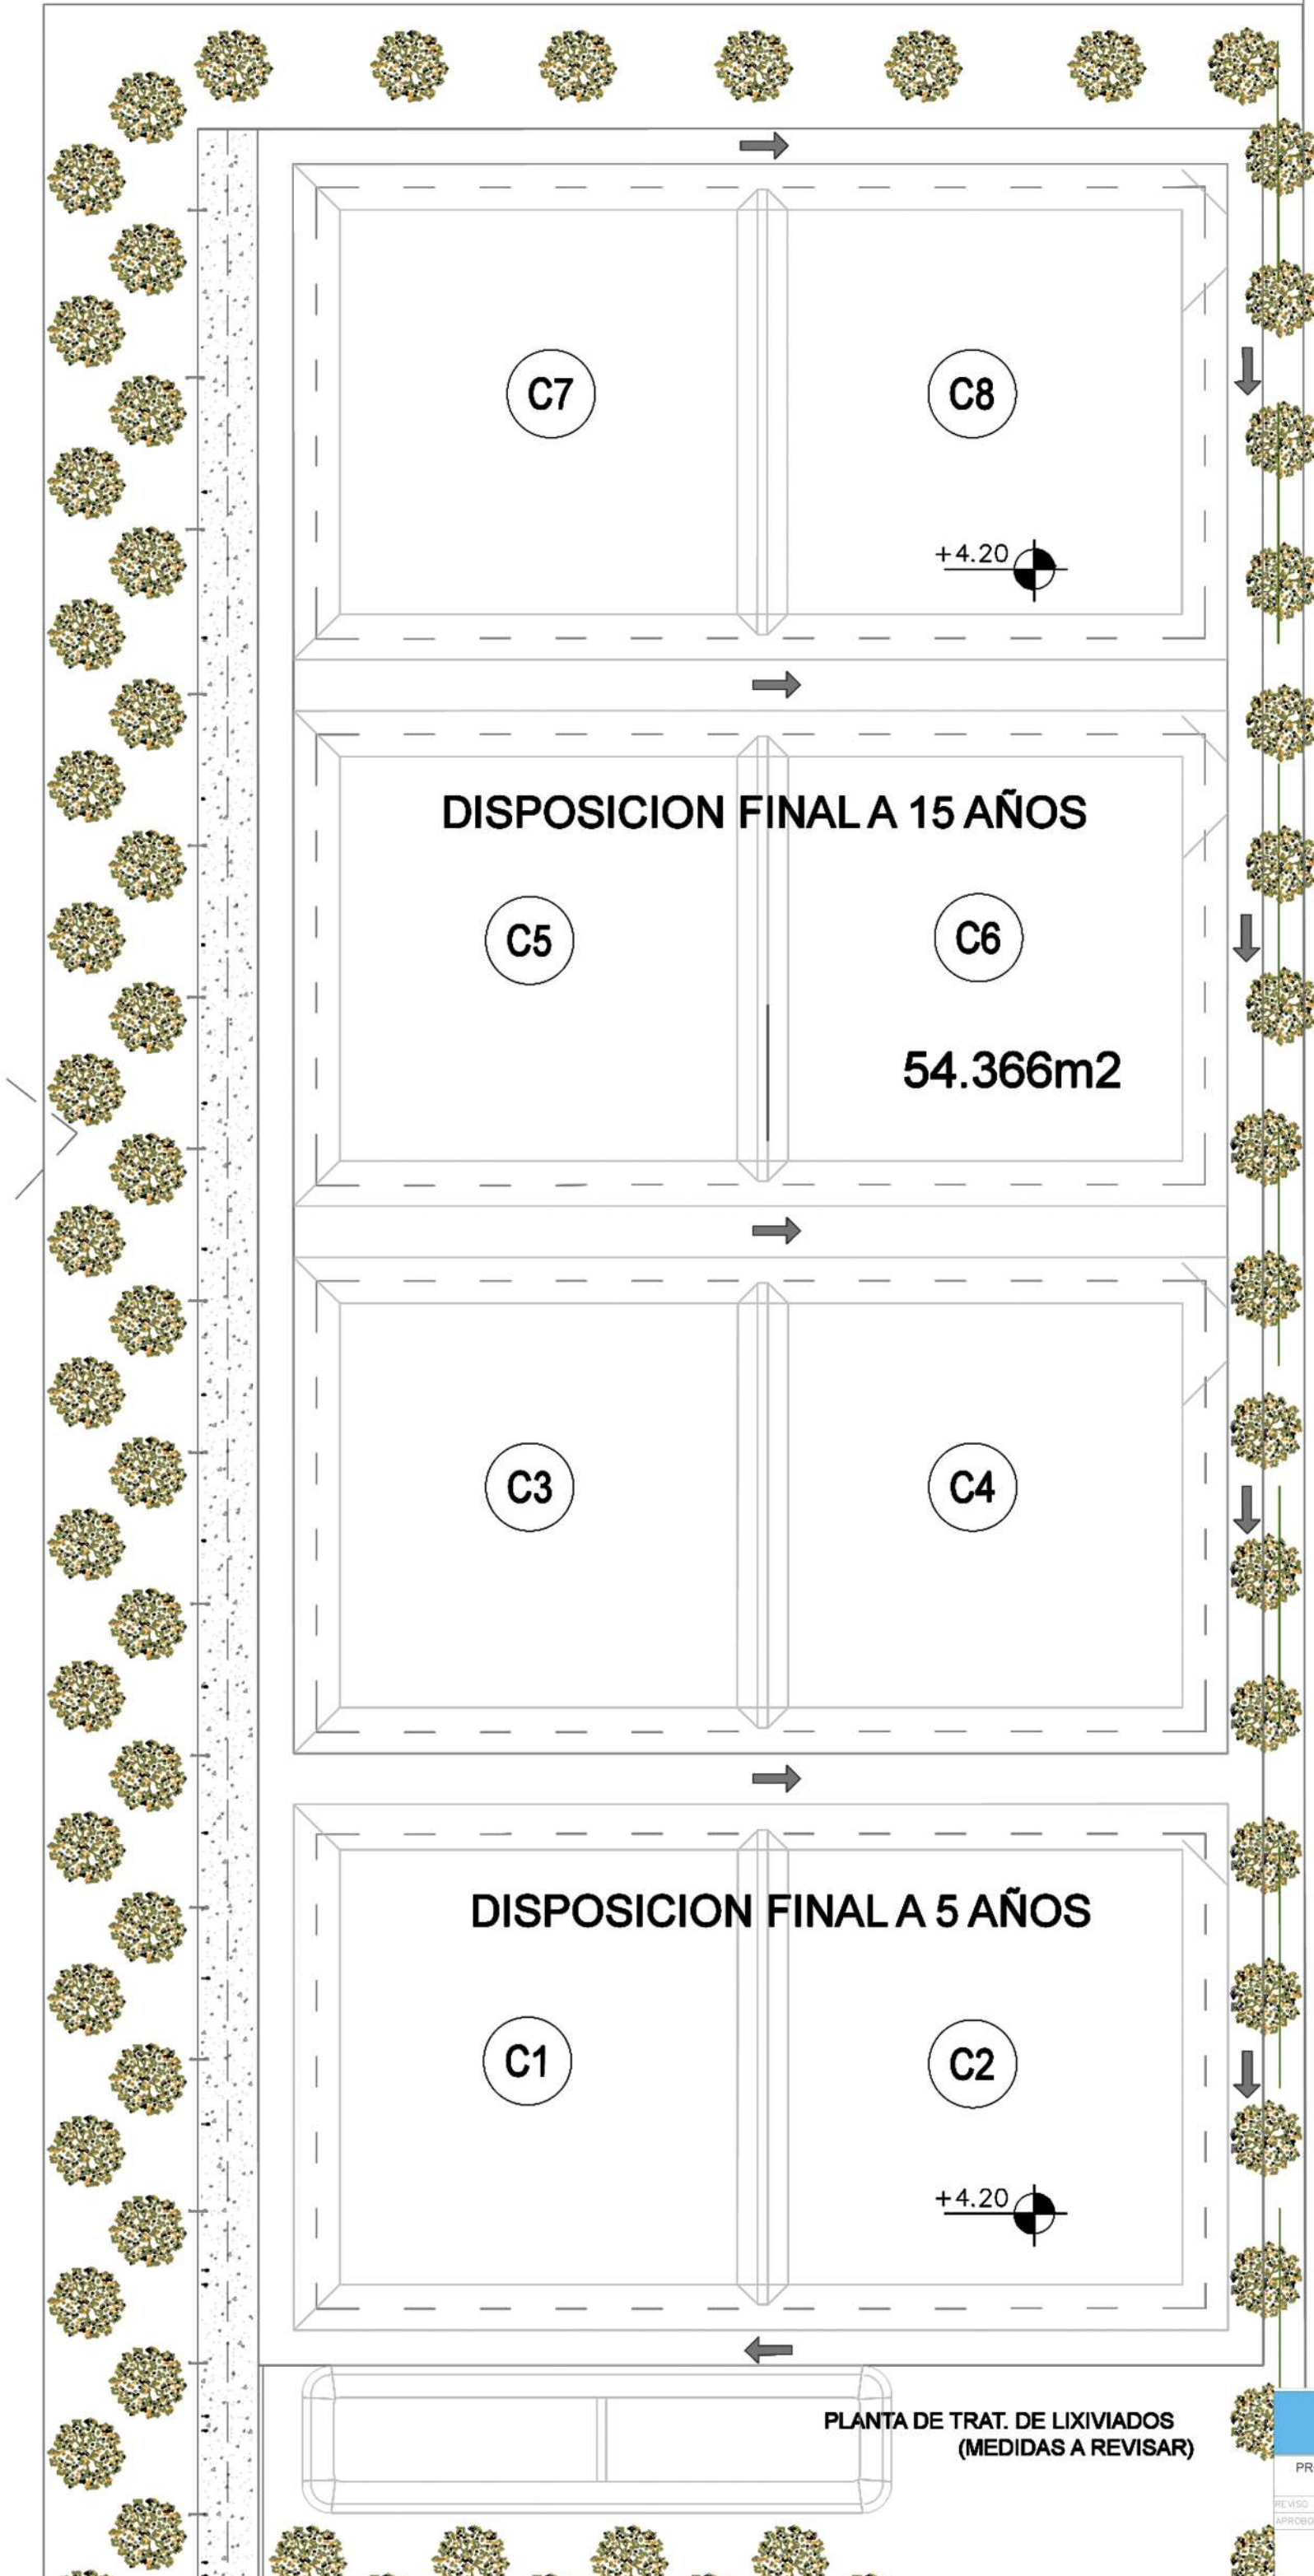 C7
C8
+4.20
DISPOSICION FINAL A 15 AÑOS
C5
C6
54.366m2
C3
C4
DISPOSICION FINAL A 5 AÑOS
C1
C2
+4.20
PLANTA DE TRAT. DE LIXIVIADOS
(MEDIDAS A REVISAR)
PR
REVISO
APROBO